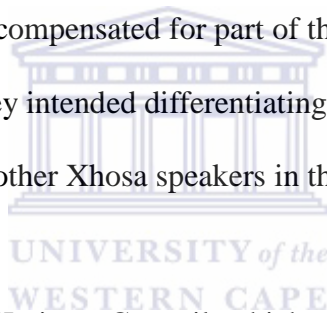 compensated for part of th
ey intended differentiating
other Xhosa speakers in th
UNIVERSITY of the
WESTERN CAPE